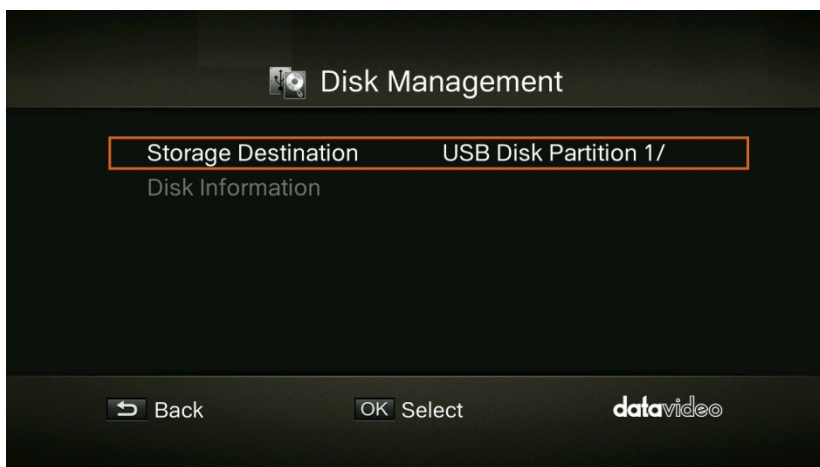 Disk Management
Storage Destination USB Disk Partition 1/
Disk Information
Back OK Select datavideo